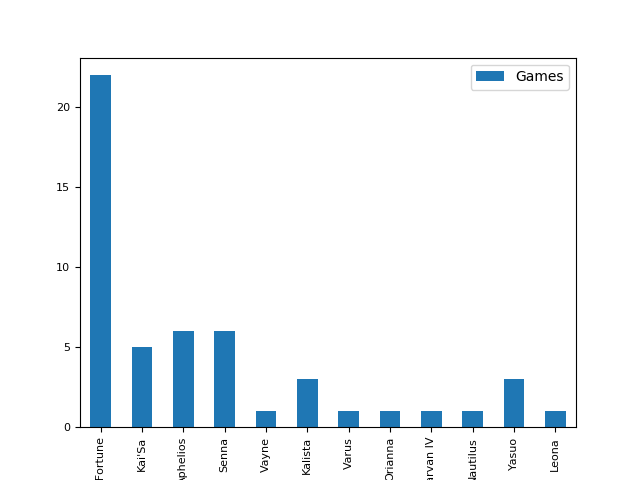 Games
20
15
10
5
0
Fortune
Kai'Sa
phelios
Senna
Vayne
Kalista
Varus
Orianna
arvan IV
Nautilus
Yasuo
Leona